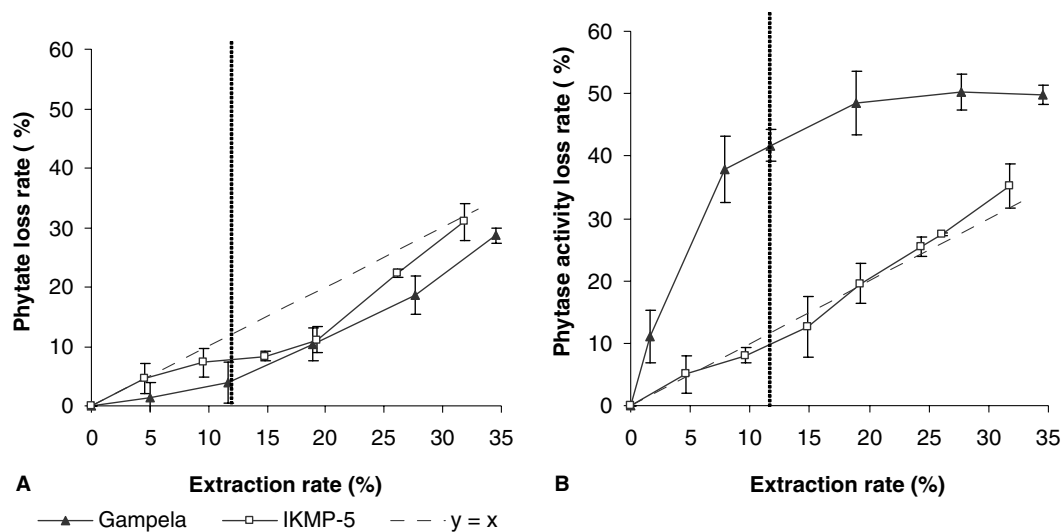 60
50
40
30
20
10
0
Phytate loss rate ( %)
0 5 10 15 20 25 30 35
A Extraction rate (%)
60
50
40
30
20
10
0
Phytase activity loss rate ( %)
0 5 10 15 20 25 30 35
B Extraction rate (%)
Gampela IKMP-5 y = x